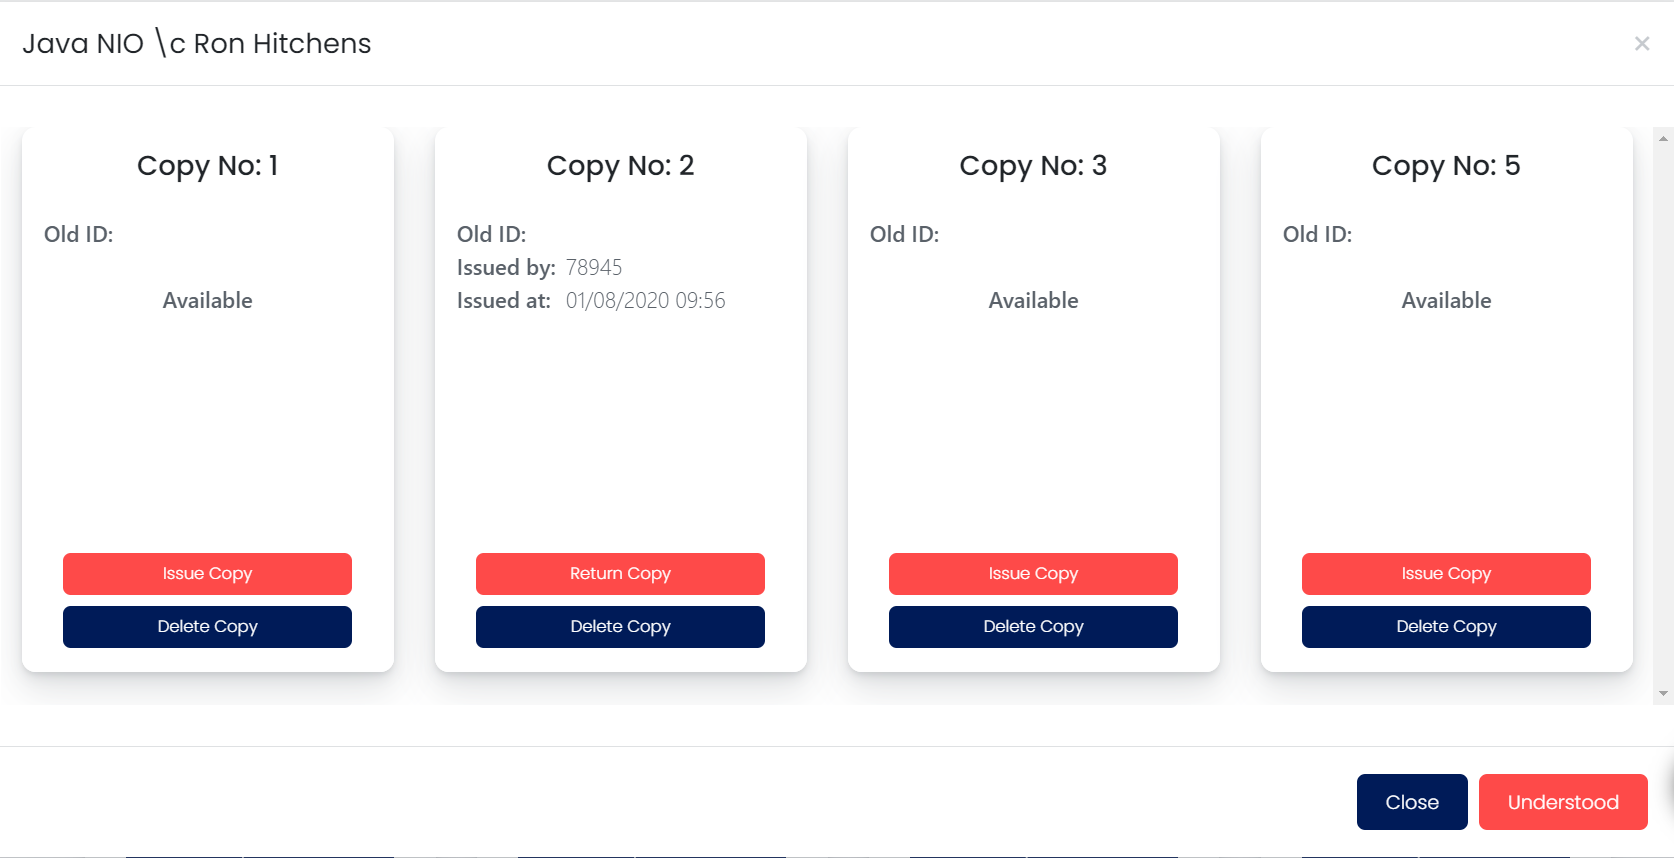 Java NIO \c Ron Hitchens
×
Copy No: 1
Old ID:
Available
Issue Copy
Delete Copy
Copy No: 2
Old ID:
Issued by: 78945
Issued at: 01/08/2020 09:56
Return Copy
Delete Copy
Copy No: 3
Old ID:
Available
Issue Copy
Delete Copy
Copy No: 5
Old ID:
Available
Issue Copy
Delete Copy
Close
Understood